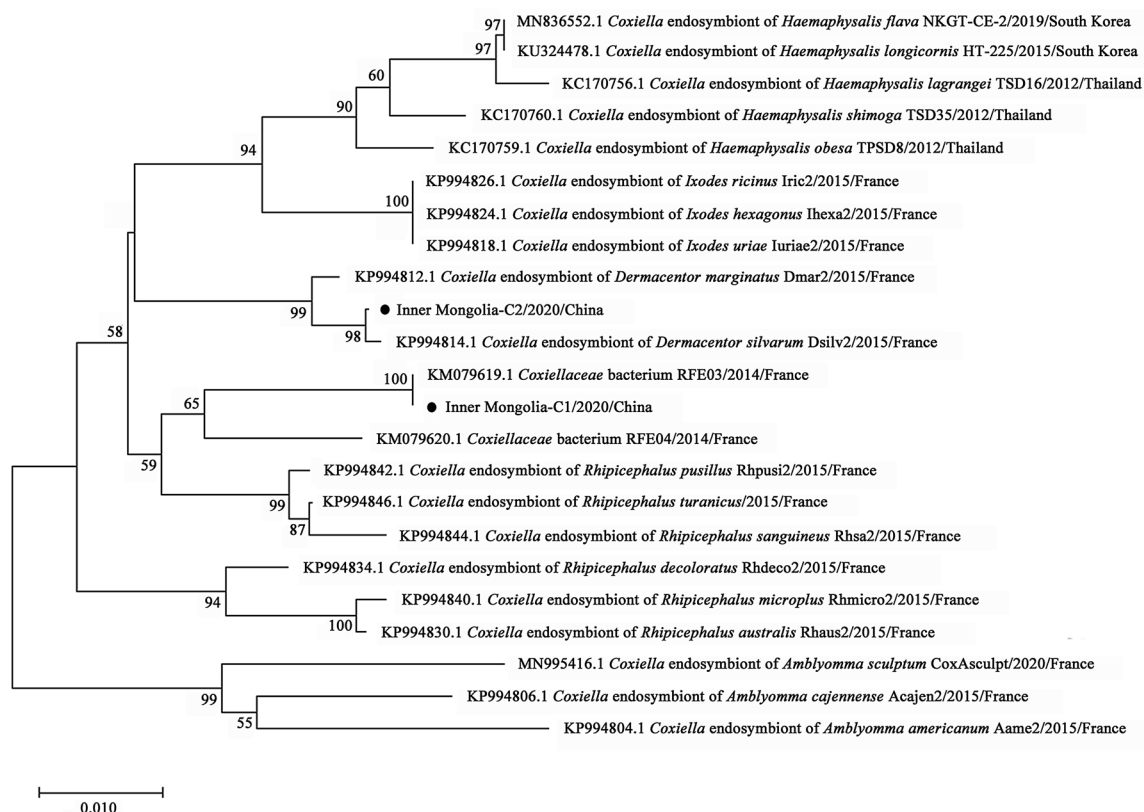 97 MN836552.1 Coxiella endosymbiont of Haemaphysalis flava NKGT-CE-2/2019/South Korea
97 KU324478.1 Coxiella endosymbiont of Haemaphysalis longicornis HT-225/2015/South Korea
60
KC170756.1 Coxiella endosymbiont of Haemaphysalis lagrangei TSD16/2012/Thailand
90
KC170760.1 Coxiella endosymbiont of Haemaphysalis shimoga TSD35/2012/Thailand
94
KC170759.1 Coxiella endosymbiont of Haemaphysalis obesa TPSD8/2012/Thailand
KP994826.1 Coxiella endosymbiont of Ixodes ricinus Iric2/2015/France
100
KP994824.1 Coxiella endosymbiont of Ixodes hexagonus Ihexa2/2015/France
KP994818.1 Coxiella endosymbiont of Ixodes uriae Iuriae2/2015/France
KP994812.1 Coxiella endosymbiont of Dermacentor marginatus Dmar2/2015/France
99
Inner Mongolia-C2/2020/China
58
98
KP994814.1 Coxiella endosymbiont of Dermacentor silvarum Dsilv2/2015/France
100 KM079619.1 Coxiellaceae bacterium RFE03/2014/France
65
Inner Mongolia-C1/2020/China
KM079620.1 Coxiellaceae bacterium RFE04/2014/France
59
KP994842.1 Coxiella endosymbiont of Rhipicephalus pusillus Rhpusi2/2015/France
99
KP994846.1 Coxiella endosymbiont of Rhipicephalus turanicus/2015/France
87
KP994844.1 Coxiella endosymbiont of Rhipicephalus sanguineus Rhsa2/2015/France
KP994834.1 Coxiella endosymbiont of Rhipicephalus decoloratus Rhdeco2/2015/France
94
KP994840.1 Coxiella endosymbiont of Rhipicephalus microplus Rhmicro2/2015/France
100
KP994830.1 Coxiella endosymbiont of Rhipicephalus australis Rhaus2/2015/France
MN995416.1 Coxiella endosymbiont of Amblyomma sculptum CoxAsculpt/2020/France
99
KP994806.1 Coxiella endosymbiont of Amblyomma cajennense Acajen2/2015/France
55
KP994804.1 Coxiella endosymbiont of Amblyomma americanum Aame2/2015/France
0.010